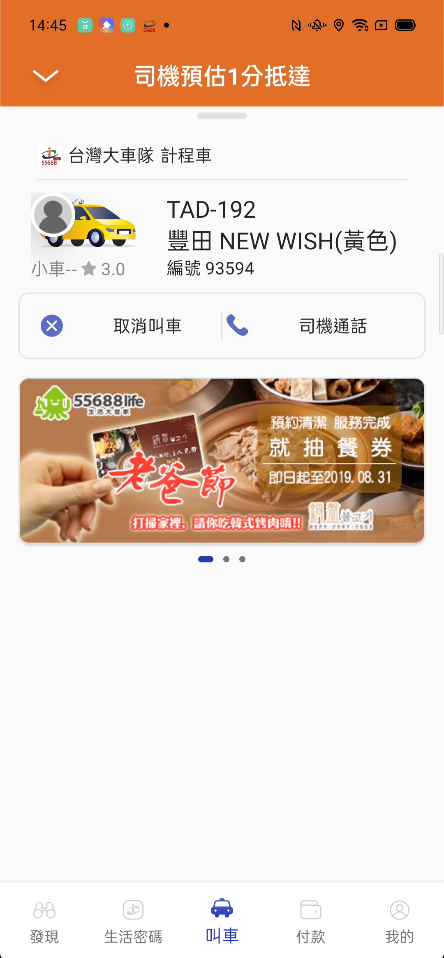 14:45
司機預估1分抵達
55688
台灣大車隊 計程車
TAD-192
豐田 NEW WISH(黃色)
小車-- 3.0
編號 93594
取消叫車
司機通話
55688life
生活大管家
預約清潔 服務完成
就抽餐券
即日起至2019. 08. 31
老爸節
打掃家裡, 請你吃韓式烤肉唷!!
發現
生活密碼
叫車
付款
我的